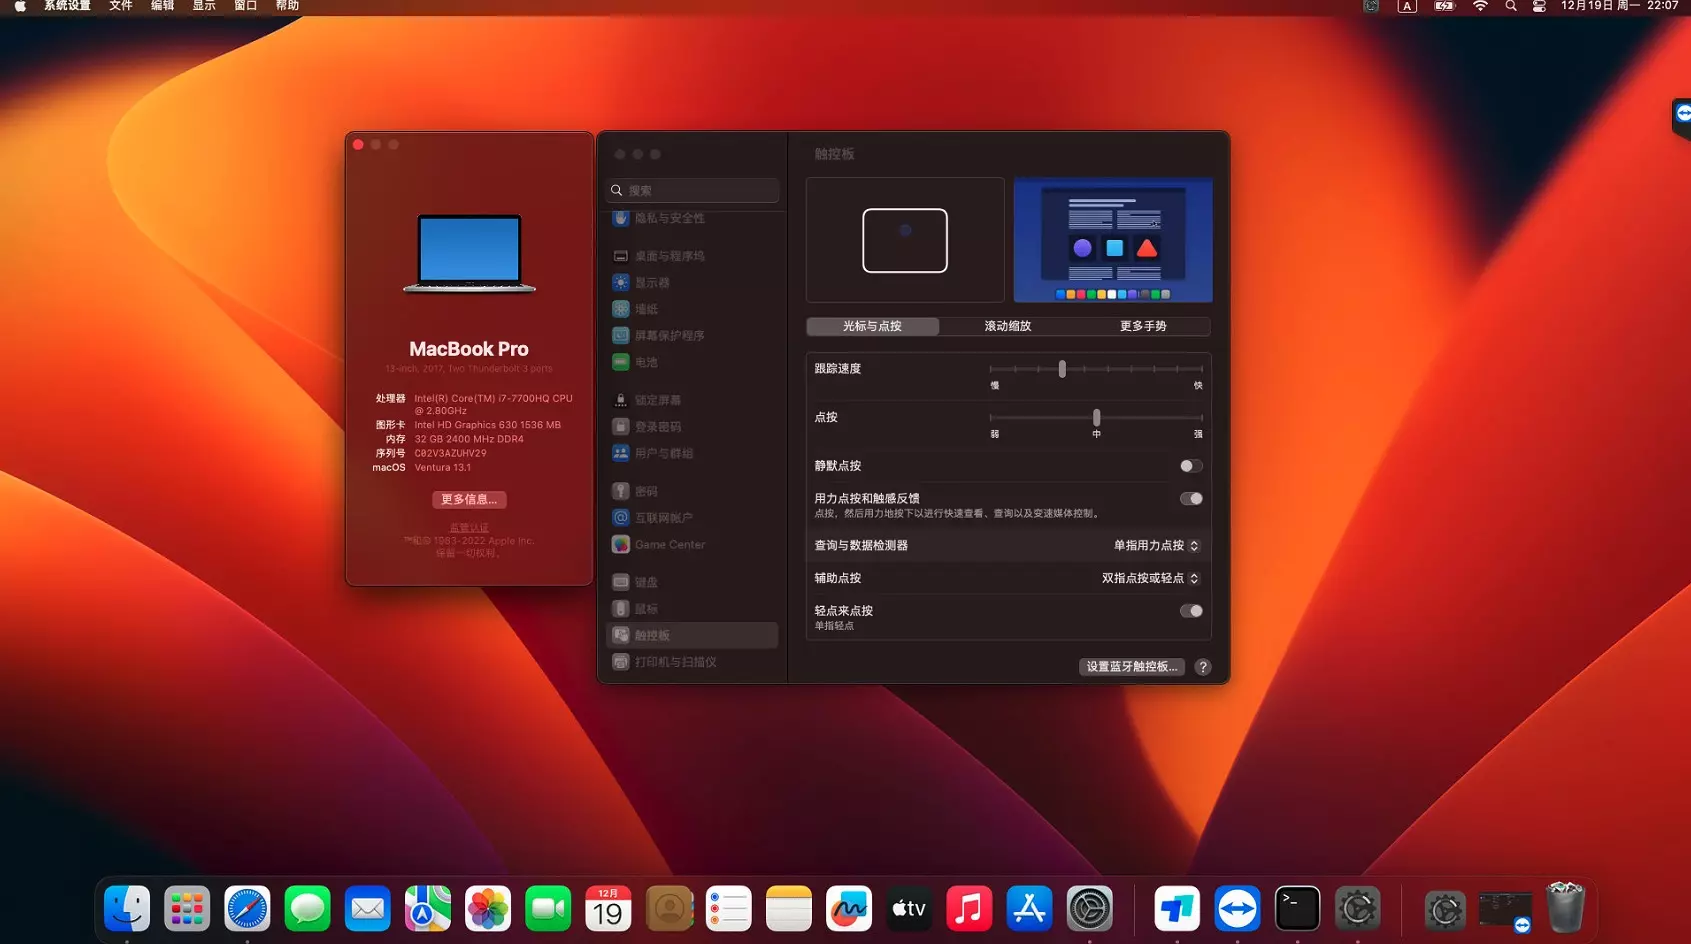 系统设置 文件 编辑 显示 窗口 帮助
A
12月19日 周一 22:07
MacBook Pro
13-inch, 2017, Two Thunderbolt 3 ports
处理器 Intel(R) Core(TM) i7-7700HQ CPU
@ 2.80GHz
图形卡 Intel HD Graphics 630 1536 MB
内存 32 GB 2400 MHz DDR4
序列号 C02V3AZUHV29
macOS Ventura 13.1
更多信息...
监管认证
™和© 1983-2022 Apple Inc.
保留一切权利。
搜索
隐私与安全性
桌面与程序坞
显示器
墙纸
屏幕保护程序
电池
锁定屏幕
登录密码
用户与群组
密码
互联网帐户
Game Center
键盘
鼠标
触控板
打印机与扫描仪
触控板
光标与点按 滚动缩放 更多手势
跟踪速度
慢 快
点按
弱 中 强
静默点按
用力点按和触感反馈
点按，然后用力地按下以进行快速查看、查询以及变速媒体控制。
查询与数据检测器 单指用力点按
辅助点按 双指点按或轻点
轻点来点按
单指轻点
设置蓝牙触控板... ?
12月
19
tv
>_